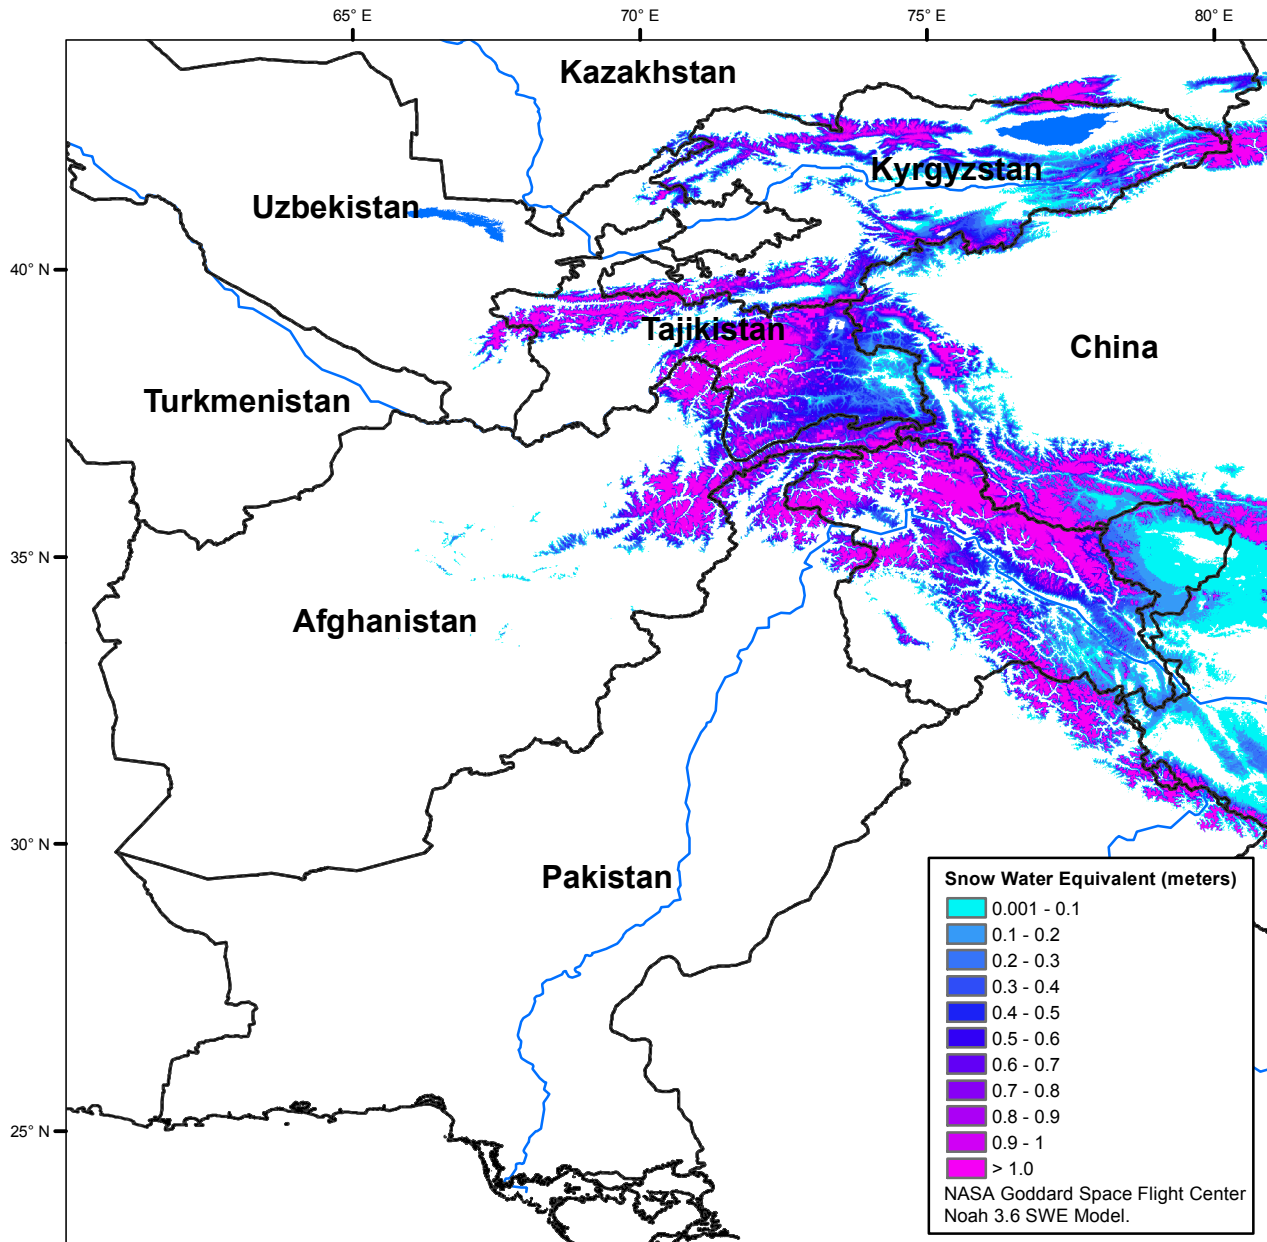 65° E
70° E
75° E
80° E
Kazakhstan
Kyrgyzstan
Uzbekistan
40° N
Tajikistan
China
Turkmenistan
35° N
Afghanistan
30° N
Pakistan
25° N
Snow Water Equivalent (meters)
0.001 - 0.1
0.1 - 0.2
0.2 - 0.3
0.3 - 0.4
0.4 - 0.5
0.5 - 0.6
0.6 - 0.7
0.7 - 0.8
0.8 - 0.9
0.9 - 1
> 1.0
NASA Goddard Space Flight Center
Noah 3.6 SWE Model.